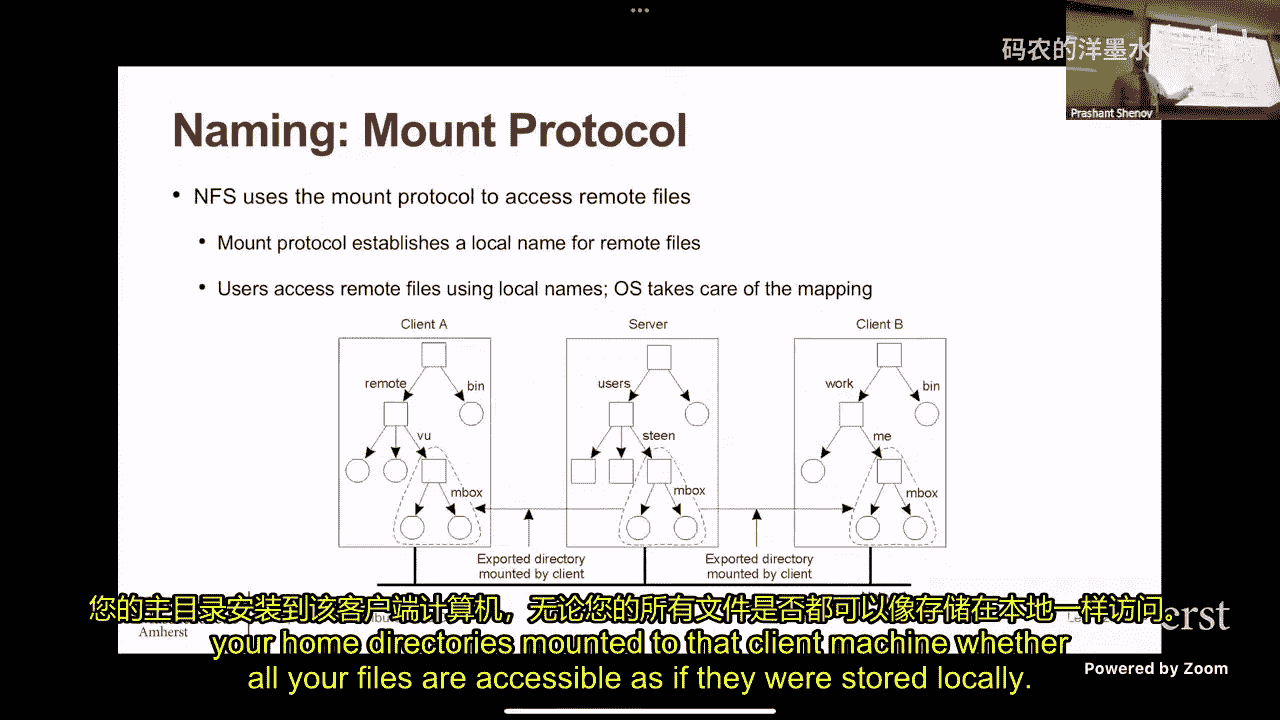 码农的洋墨水
Prashant Shenoy
Naming: Mount Protocol
• NFS uses the mount protocol to access remote files
• Mount protocol establishes a local name for remote files
• Users access remote files using local names; OS takes care of the mapping
Client A
Server
Client B
remote
bin
users
work
bin
vu
steen
me
mbox
mbox
mbox
Exported directory
mounted by client
Exported directory
mounted by client
您的主目录安装到该客户端计算机，无论您的所有文件是否都可以像存储在本地一样访问。
Amherst
erst
your home directories mounted to that client machine whether
all your files are accessible as if they were stored locally.
Powered by Zoom